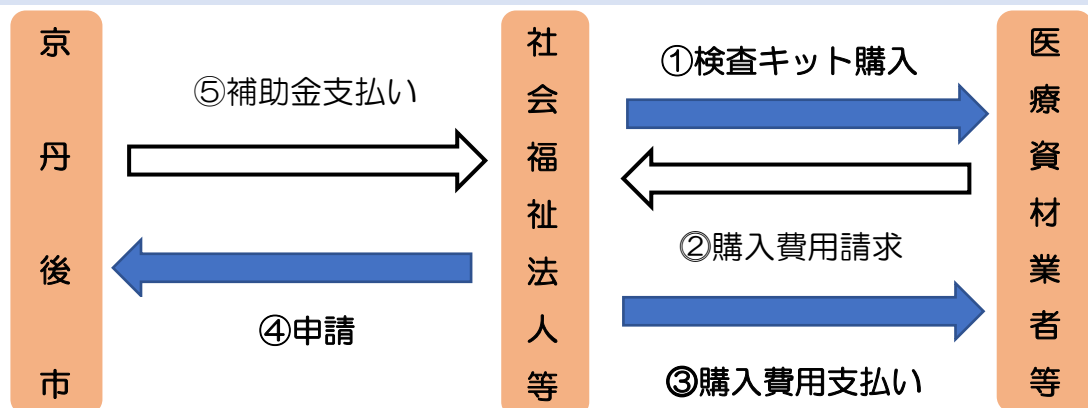 京丹後市
⑤補助金支払い
④申請
社会福祉法人等
①検査キット購入
②購入費用請求
③購入費用支払い
医療資材業者等